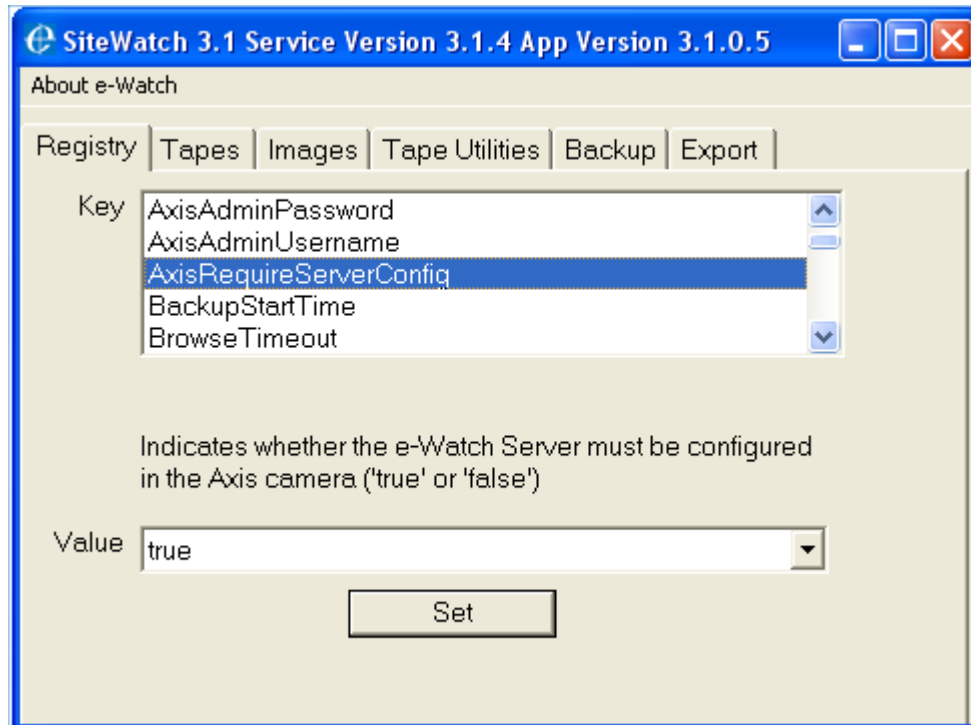 SiteWatch 3.1 Service Version 3.1.4 App Version 3.1.0.5
About e-Watch
Registry Tapes Images Tape Utilities Backup Export
Key
AxisAdminPassword
AxisAdminUsername
AxisRequireServerConfig
BackupStartTime
BrowseTimeout
Indicates whether the e-Watch Server must be configured
in the Axis camera ('true' or 'false')
Value true
Set